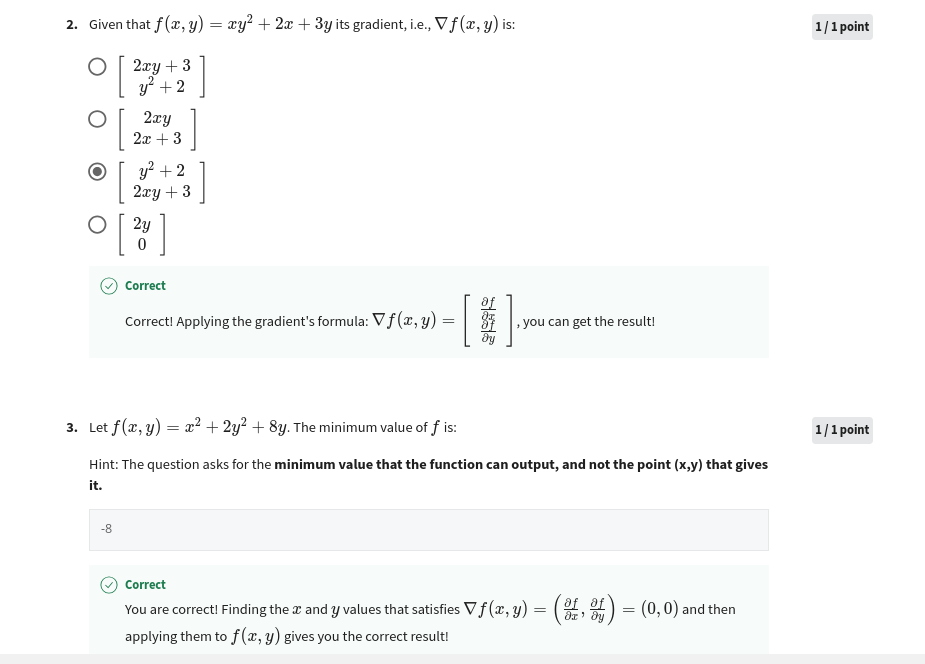 2. Given that f(x, y) = xy² + 2x + 3y its gradient, i.e., ∇f(x, y) is:
1 / 1 point
[ 2xy + 3
y² + 2 ]
[ 2xy
2x + 3 ]
[ y² + 2
2xy + 3 ]
[ 2y
0 ]
Correct
Correct! Applying the gradient's formula: ∇f(x, y) = [ ∂f/∂x ∂f/∂y ], you can get the result!
3. Let f(x, y) = x² + 2y² + 8y. The minimum value of f is:
1 / 1 point
Hint: The question asks for the minimum value that the function can output, and not the point (x,y) that gives
it.
-8
Correct
You are correct! Finding the x and y values that satisfies ∇f(x, y) = (∂f/∂x, ∂f/∂y) = (0, 0) and then
applying them to f(x, y) gives you the correct result!